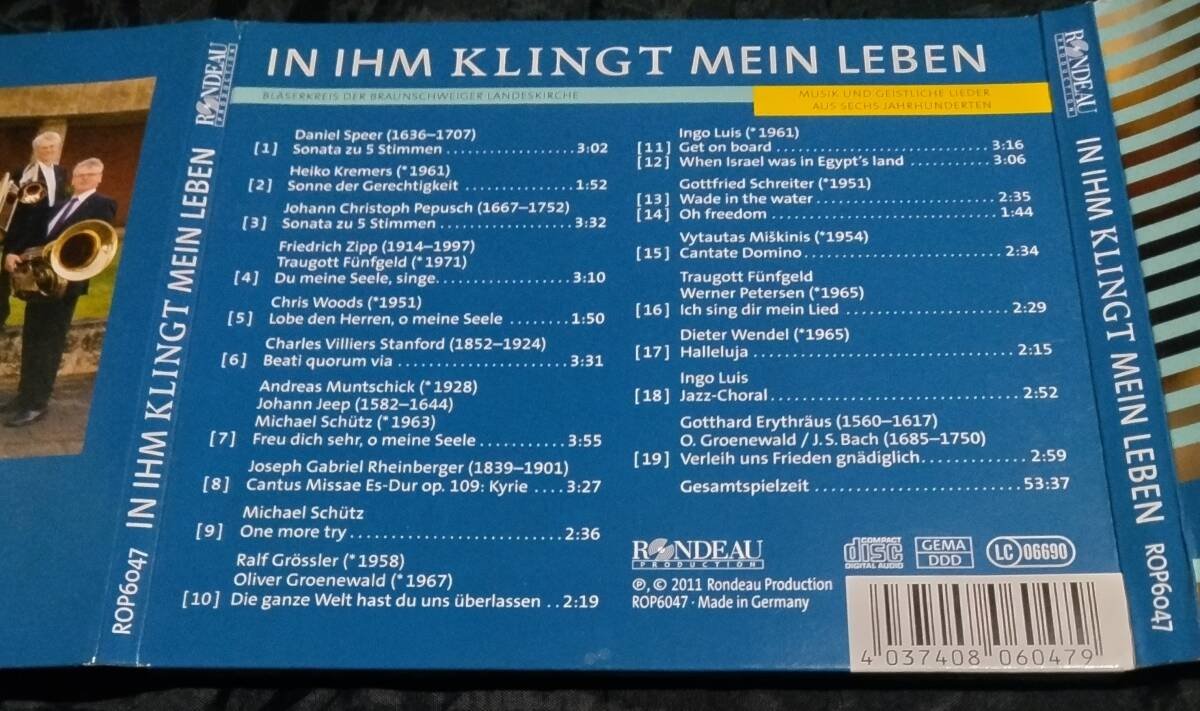 IN IHM KLINGT MEIN LEBEN
BLÄSERKREIS DER BRAUNSCHWEIGER LANDESKIRCHE
MUSIK UND GEISTLICHE LIEDER
AUS SECHS JAHRHUNDERTEN
Daniel Speer (1636–1707)
[1] Sonata zu 5 Stimmen ..................... 3:02
Heiko Kremers (*1961)
[2] Sonne der Gerechtigkeit ................. 1:52
Johann Christoph Pepusch (1667–1752)
[3] Sonata zu 5 Stimmen ..................... 3:32
Friedrich Zipp (1914–1997)
Traugott Fünfgeld (*1971)
[4] Du meine Seele, singe..................... 3:10
Chris Woods (*1951)
[5] Lobe den Herren, o meine Seele ........ 1:50
Charles Villiers Stanford (1852–1924)
[6] Beati quorum via .......................... 3:31
Andreas Muntschick (*1928)
Johann Jeep (1582–1644)
Michael Schütz (*1963)
[7] Freu dich sehr, o meine Seele ............ 3:55
Joseph Gabriel Rheinberger (1839–1901)
[8] Cantus Missae Es-Dur op. 109: Kyrie .... 3:27
Michael Schütz
[9] One more try .............................. 2:36
Ralf Grössler (*1958)
Oliver Groenewald (*1967)
[10] Die ganze Welt hast du uns überlassen .. 2:19
Ingo Luis (*1961)
[11] Get on board .............................. 3:16
[12] When Israel was in Egypt's land ........... 3:06
Gottfried Schreiter (*1951)
[13] Wade in the water ......................... 2:35
[14] Oh freedom ................................ 1:44
Vytautas Miškinis (*1954)
[15] Cantate Domino............................ 2:34
Traugott Fünfgeld
Werner Petersen (*1965)
[16] Ich sing dir mein Lied ..................... 2:29
Dieter Wendel (*1965)
[17] Halleluja .................................. 2:15
Ingo Luis
[18] Jazz-Choral ................................ 2:52
Gotthard Erythräus (1560–1617)
O. Groenewald / J. S. Bach (1685–1750)
[19] Verleih uns Frieden gnädiglich............. 2:59
Gesamtspielzeit ............................ 53:37
RONDEAU
PRODUCTION
COMPACT
disc
DIGITAL AUDIO
GEMA
DDD
LC 06690
℗, © 2011 Rondeau Production
ROP6047 · Made in Germany
4 037408 060479
RONDEAU
PRODUCTION
IN IHM KLINGT MEIN LEBEN
ROP6047
RONDEAU
PRODUCTION
IN IHM KLINGT MEIN LEBEN
ROP6047